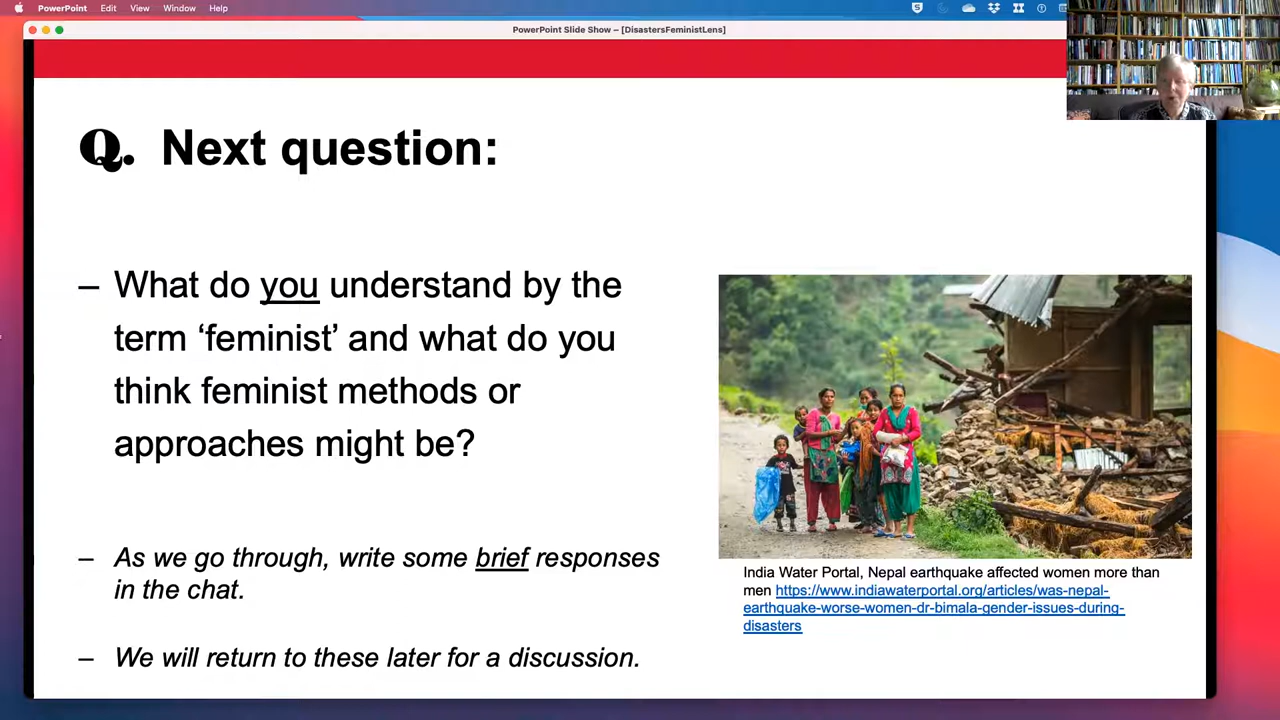 PowerPoint Edit View Window Help
PowerPoint Slide Show – [DisastersFeministLens]
Q. Next question:
– What do you understand by the
term ‘feminist’ and what do you
think feminist methods or
approaches might be?
– As we go through, write some brief responses
in the chat.
– We will return to these later for a discussion.
India Water Portal, Nepal earthquake affected women more than
men https://www.indiawaterportal.org/articles/was-nepal-
earthquake-worse-women-dr-bimala-gender-issues-during-
disasters